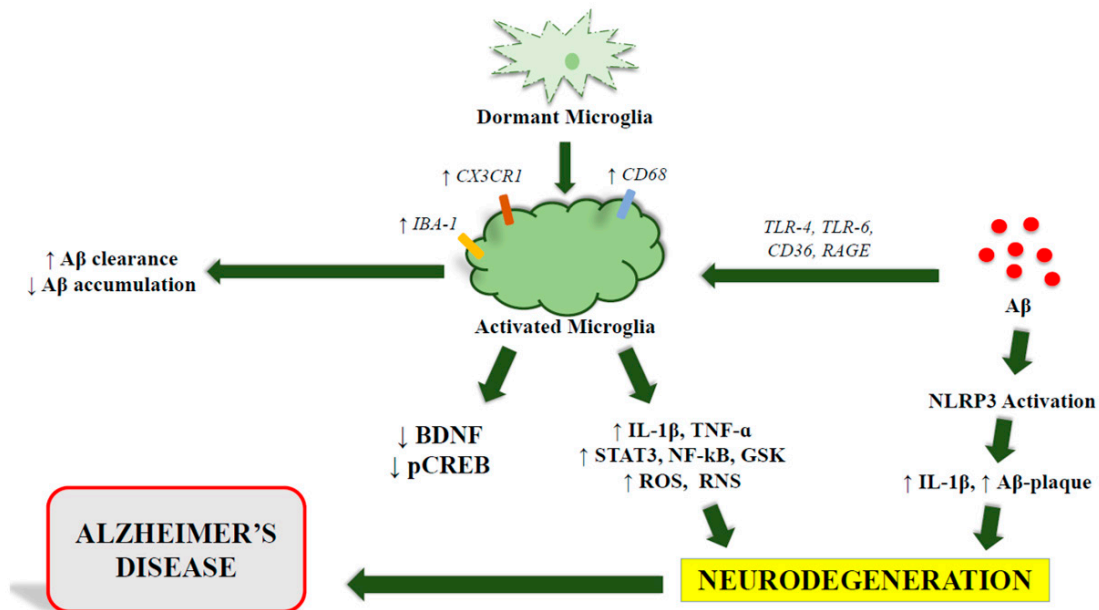 Dormant Microglia
↑ CX3CR1
↑ CD68
↑ IBA-1
TLR-4, TLR-6,
CD36, RAGE
↑ Aβ clearance
↓ Aβ accumulation
Aβ
Activated Microglia
NLRP3 Activation
↓ BDNF
↓ pCREB
↑ IL-1β, TNF-α
↑ STAT3, NF-kB, GSK
↑ ROS, RNS
↑ IL-1β, ↑ Aβ-plaque
ALZHEIMER’S
DISEASE
NEURODEGENERATION